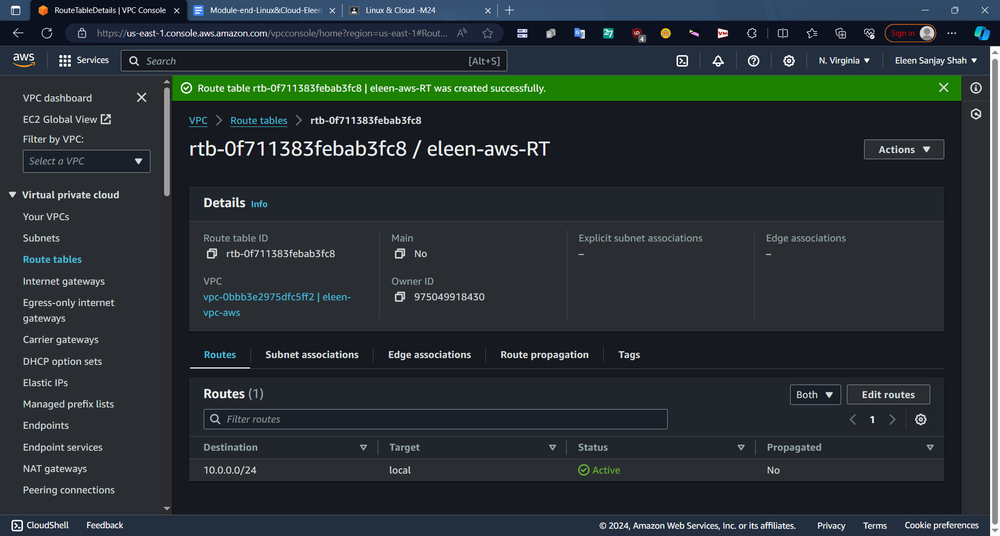 RouteTableDetails | VPC Console
Module-end-Linux&Cloud-Eleen
Linux & Cloud -M24
https://us-east-1.console.aws.amazon.com/vpcconsole/home?region=us-east-1#Rout...
27
4
VM
Sign in
aws
Services
Search
[Alt+S]
N. Virginia
Eleen Sanjay Shah
VPC dashboard
EC2 Global View
Filter by VPC:
Select a VPC
Virtual private cloud
Your VPCs
Subnets
Route tables
Internet gateways
Egress-only internet
gateways
Carrier gateways
DHCP option sets
Elastic IPs
Managed prefix lists
Endpoints
Endpoint services
NAT gateways
Peering connections
Route table rtb-0f711383febab3fc8 | eleen-aws-RT was created successfully.
VPC
Route tables
rtb-0f711383febab3fc8
rtb-0f711383febab3fc8 / eleen-aws-RT
Actions
Details Info
Route table ID
rtb-0f711383febab3fc8
Main
No
Explicit subnet associations
–
Edge associations
–
VPC
vpc-0bbb3e2975dfc5ff2 | eleen-
vpc-aws
Owner ID
975049918430
Routes
Subnet associations
Edge associations
Route propagation
Tags
Routes (1)
Both
Edit routes
Filter routes
1
Destination
Target
Status
Propagated
10.0.0.0/24
local
Active
No
CloudShell
Feedback
© 2024, Amazon Web Services, Inc. or its affiliates.
Privacy
Terms
Cookie preferences